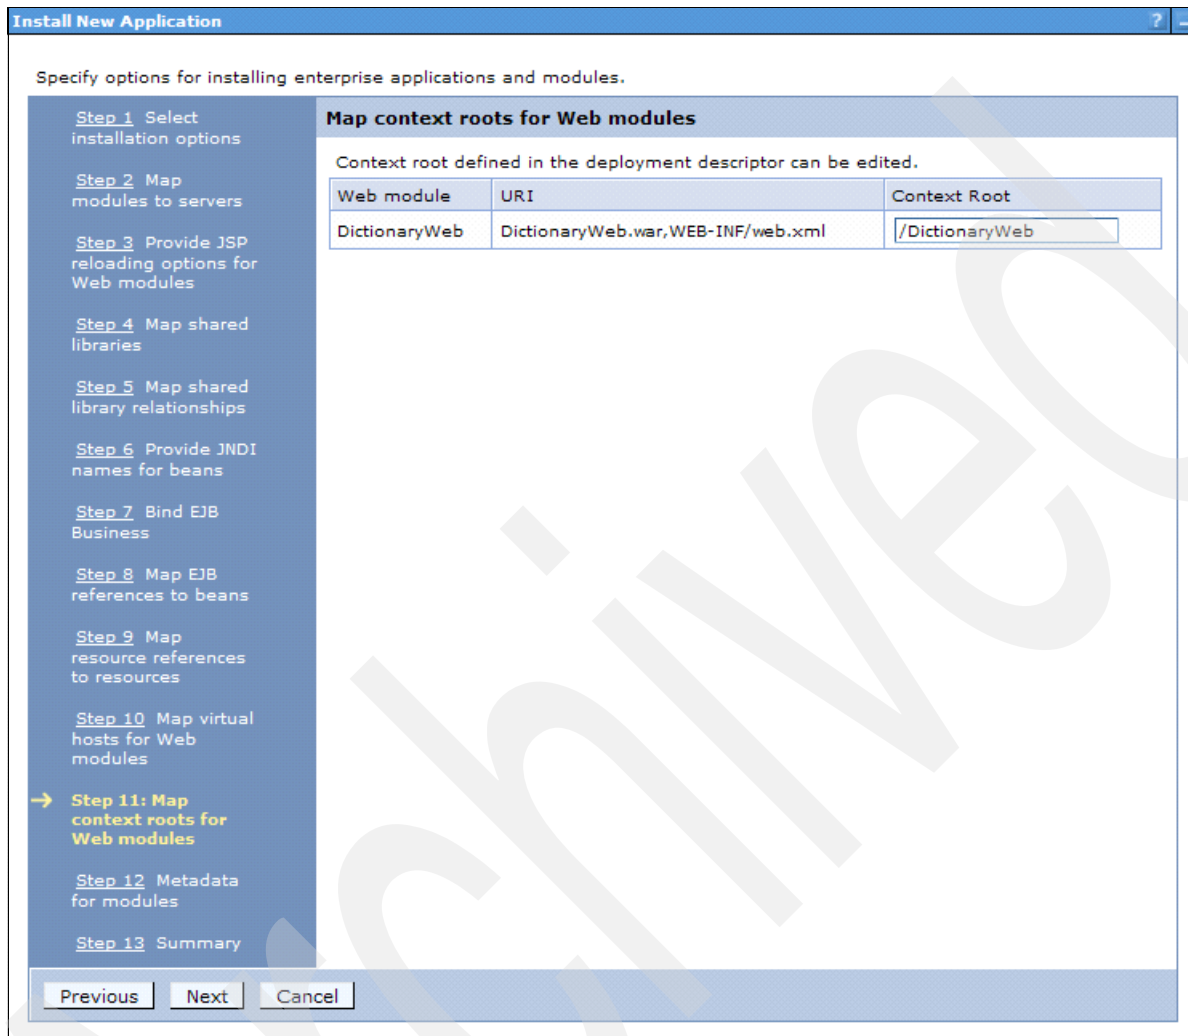 Install New Application
?
Specify options for installing enterprise applications and modules.
Step 1 Select
installation options
Step 2 Map
modules to servers
Step 3 Provide JSP
reloading options for
Web modules
Step 4 Map shared
libraries
Step 5 Map shared
library relationships
Step 6 Provide JNDI
names for beans
Step 7 Bind EJB
Business
Step 8 Map EJB
references to beans
Step 9 Map
resource references
to resources
Step 10 Map virtual
hosts for Web
modules
Step 11: Map
context roots for
Web modules
Step 12 Metadata
for modules
Step 13 Summary
Map context roots for Web modules
Context root defined in the deployment descriptor can be edited.
Web module URI Context Root
DictionaryWeb DictionaryWeb.war,WEB-INF/web.xml /DictionaryWeb
Previous Next Cancel
rchived